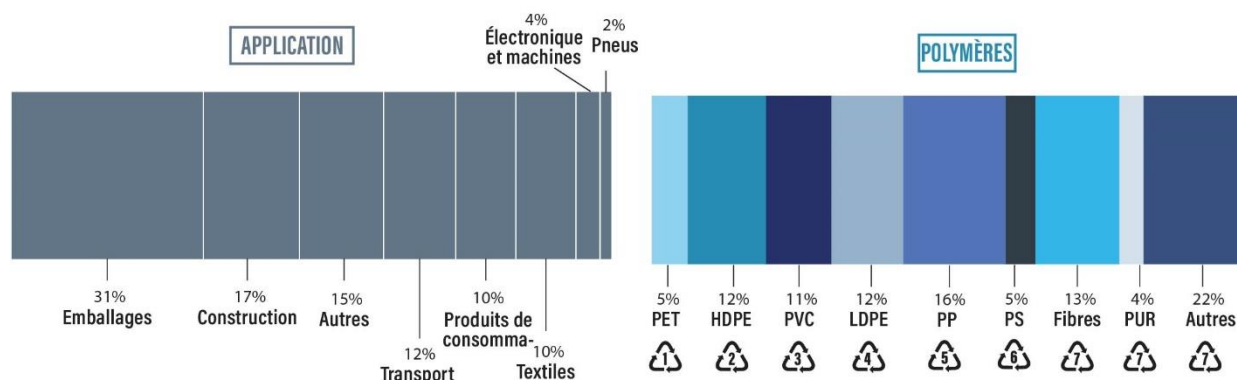 APPLICATION
4%
Électronique
et machines
2%
Pneus
31%
Emballages
17%
Construction
15%
Autres
12%
Transport
10%
Produits de
consomma-
10%
Textiles
POLYMÈRES
5%
PET
1
12%
HDPE
2
11%
PVC
3
12%
LDPE
4
16%
PP
5
5%
PS
6
13%
Fibres
7
4%
PUR
7
22%
Autres
7